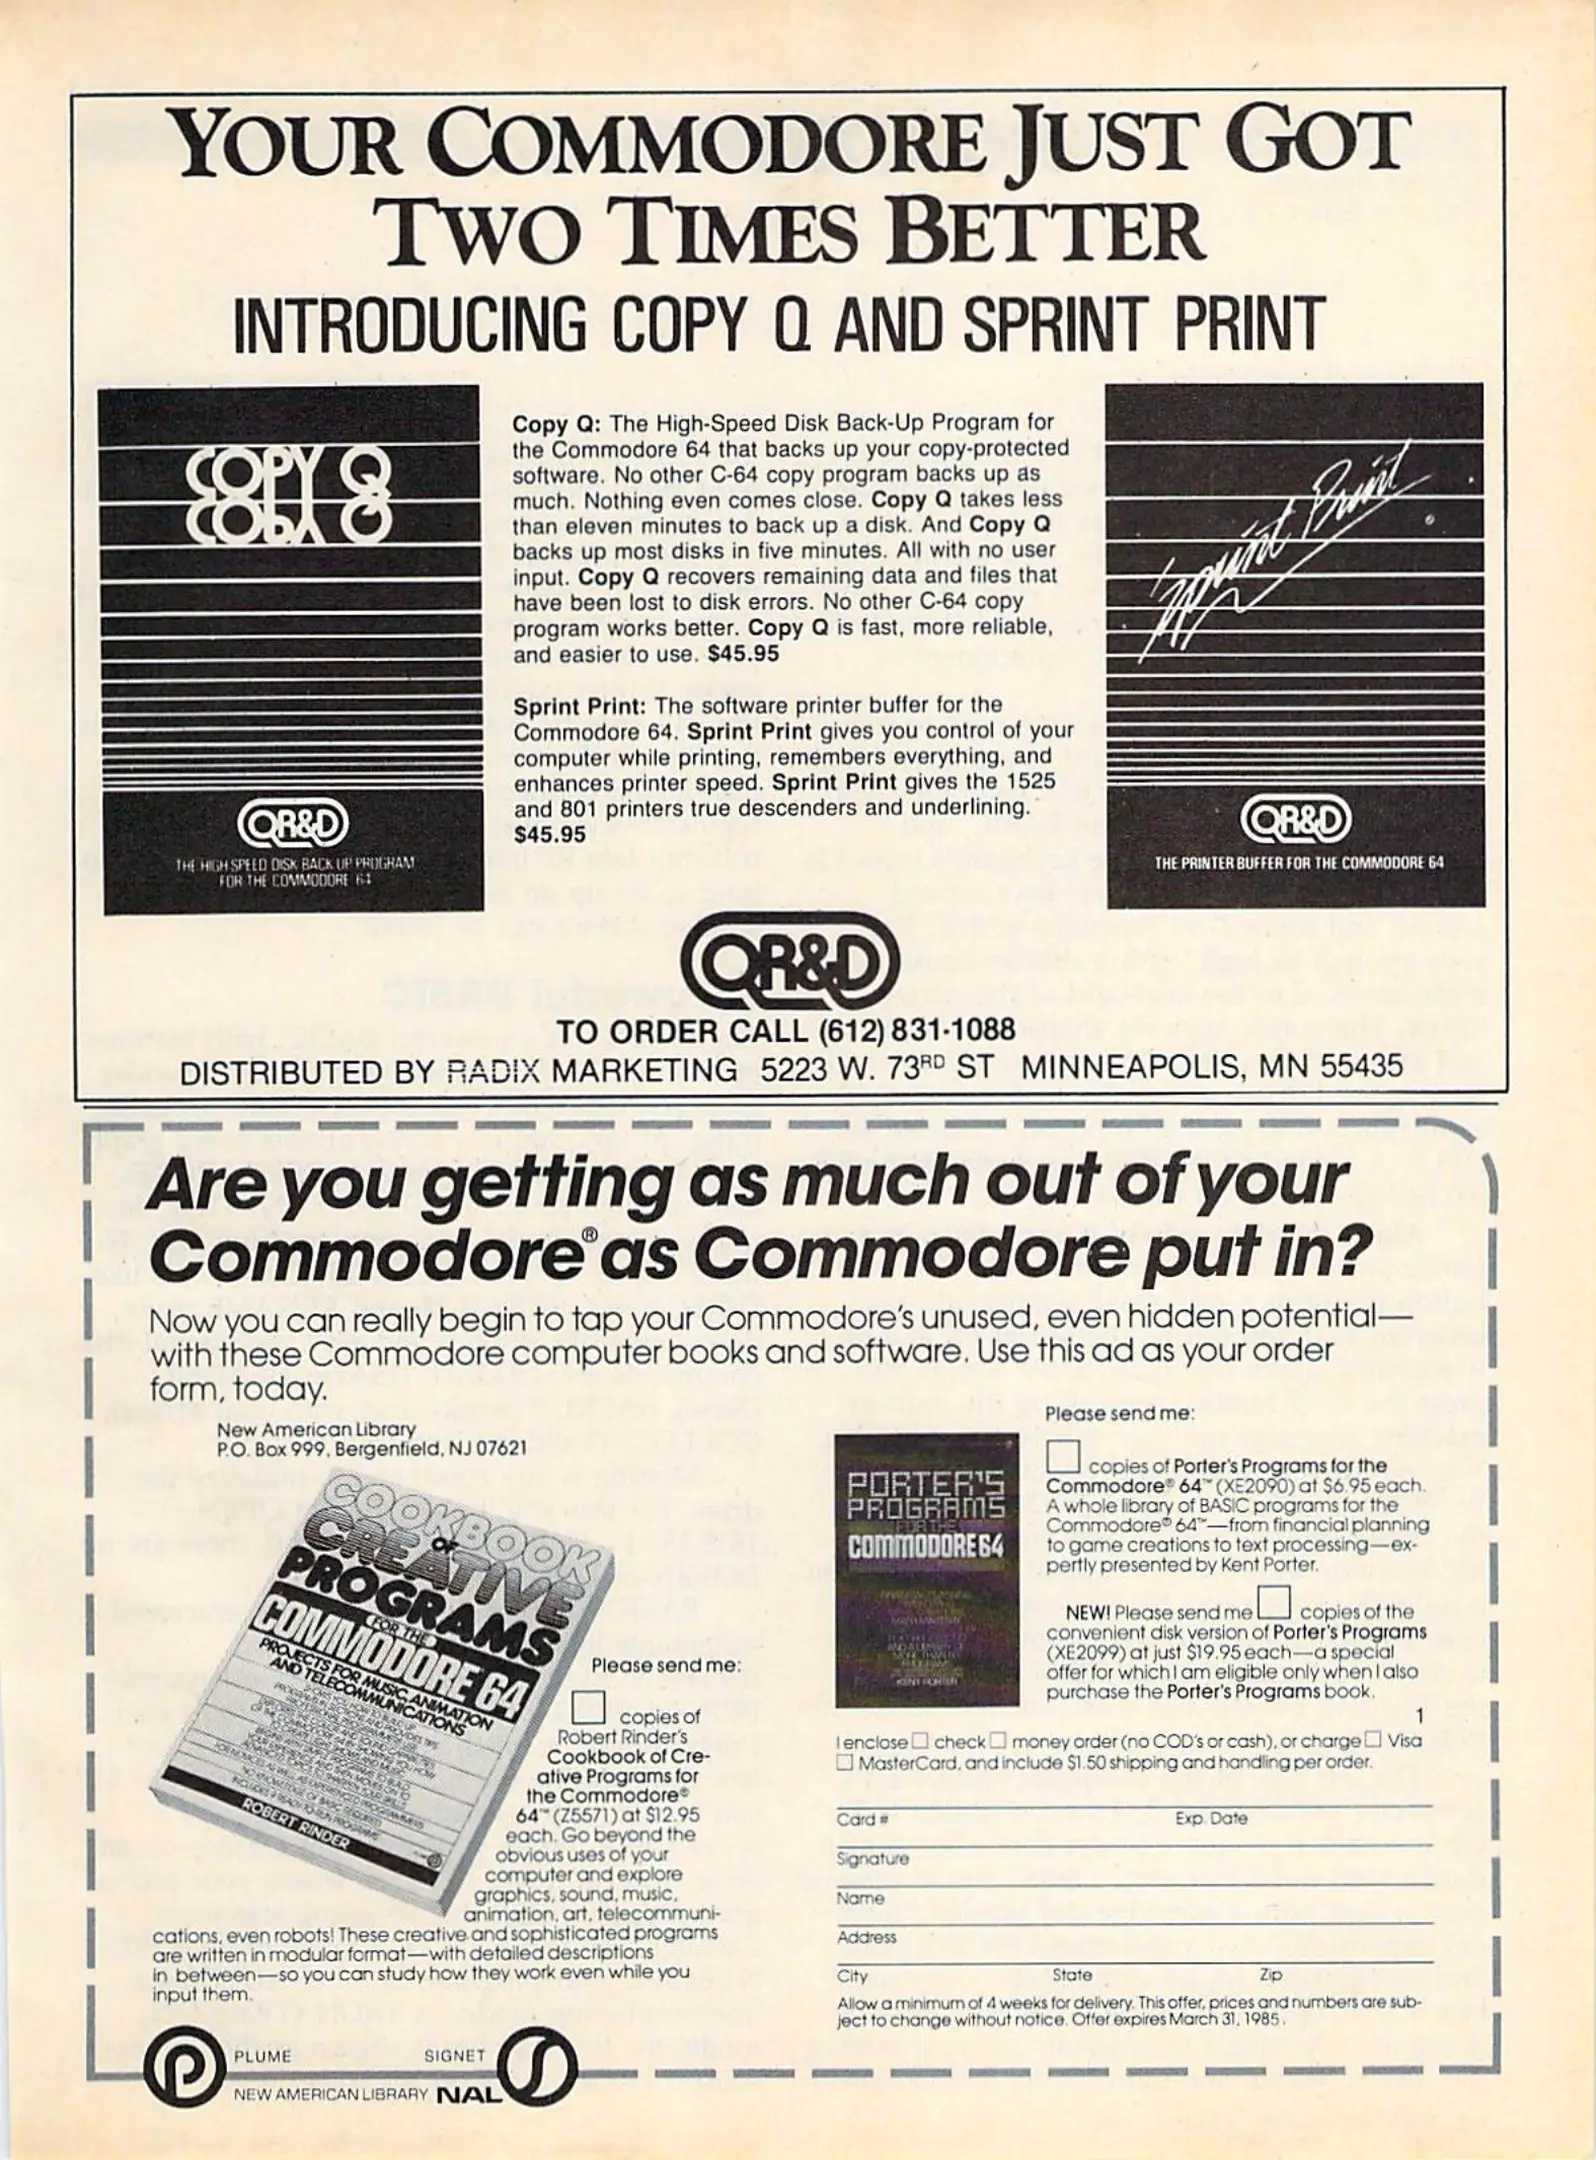 YOUR COMMODORE JUST GOT
TWO TIMES BETTER
INTRODUCING COPY Q AND SPRINT PRINT
COPY Q
COPY Q
QR&D
THE HIGH SPEED DISK BACK UP PROGRAM
FOR THE COMMODORE 64
Copy Q: The High-Speed Disk Back-Up Program for
the Commodore 64 that backs up your copy-protected
software. No other C-64 copy program backs up as
much. Nothing even comes close. Copy Q takes less
than eleven minutes to back up a disk. And Copy Q
backs up most disks in five minutes. All with no user
input. Copy Q recovers remaining data and files that
have been lost to disk errors. No other C-64 copy
program works better. Copy Q is fast, more reliable,
and easier to use. $45.95
Sprint Print: The software printer buffer for the
Commodore 64. Sprint Print gives you control of your
computer while printing, remembers everything, and
enhances printer speed. Sprint Print gives the 1525
and 801 printers true descenders and underlining.
$45.95
Sprint Print
QR&D
THE PRINTER BUFFER FOR THE COMMODORE 64
QR&D
TO ORDER CALL (612) 831-1088
DISTRIBUTED BY RADIX MARKETING 5223 W. 73RD ST MINNEAPOLIS, MN 55435
Are you getting as much out of your
Commodore® as Commodore put in?
Now you can really begin to tap your Commodore's unused, even hidden potential—
with these Commodore computer books and software. Use this ad as your order
form, today.
New American Library
P.O. Box 999, Bergenfield, NJ 07621
COOKBOOK
OF
CREATIVE
PROGRAMS
FOR THE
COMMODORE 64
PROJECTS FOR MUSIC, ANIMATION
AND TELECOMMUNICATIONS
ROBERT RINDER
Please send me:
copies of
Robert Rinder's
Cookbook of Cre-
ative Programs for
the Commodore®
64™ (Z5571) at $12.95
each. Go beyond the
obvious uses of your
computer and explore
graphics, sound, music,
animation, art, telecommuni-
cations, even robots! These creative and sophisticated programs
are written in modular format—with detailed descriptions
in between—so you can study how they work even while you
input them.
PORTER'S
PROGRAMS
FOR THE
COMMODORE 64
KENT PORTER
Please send me:
copies of Porter's Programs for the
Commodore® 64™ (XE2090) at $6.95 each.
A whole library of BASIC programs for the
Commodore® 64™—from financial planning
to game creations to text processing—ex-
pertly presented by Kent Porter.
NEW! Please send me copies of the
convenient disk version of Porter's Programs
(XE2099) at just $19.95 each—a special
offer for which I am eligible only when I also
purchase the Porter's Programs book.
1
I enclose ☐ check ☐ money order (no COD's or cash), or charge ☐ Visa
☐ MasterCard, and include $1.50 shipping and handling per order.
Card # Exp. Date
Signature
Name
Address
City State Zip
Allow a minimum of 4 weeks for delivery. This offer, prices and numbers are sub-
ject to change without notice. Offer expires March 31, 1985.
PLUME SIGNET
NEW AMERICAN LIBRARY NAL